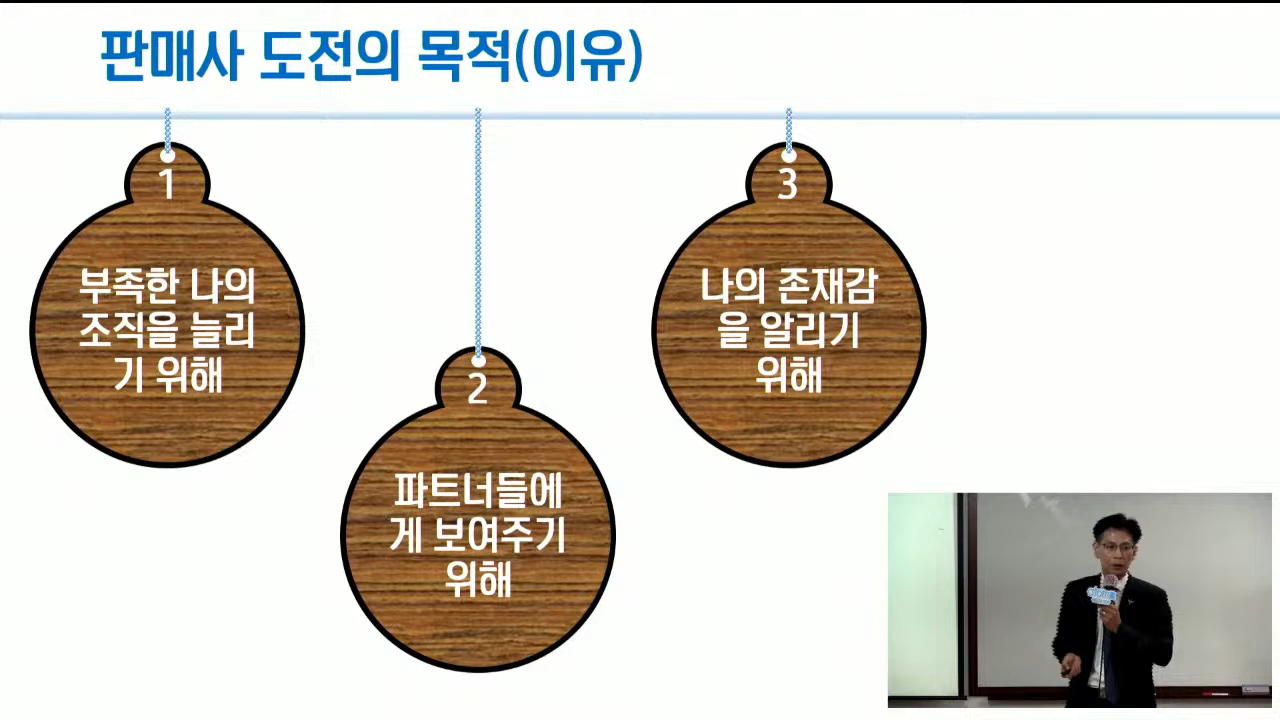 판매사 도전의 목적(이유)
1
부족한 나의
조직을 늘리
기 위해
2
파트너들에
게 보여주기
위해
3
나의 존재감
을 알리기
위해